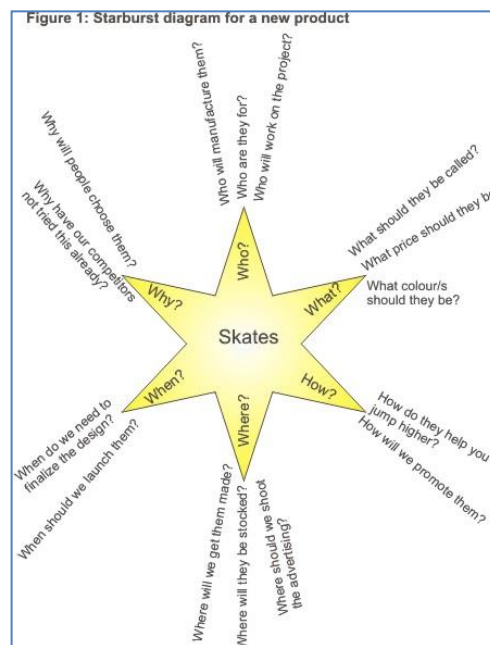 Figure 1: Starburst diagram for a new product
Who will manufacture them?
Who are they for?
Who will work on the project?
Why will people choose them?
Why have our competitors
not tried this already?
What should they be called?
What price should they be
What colour/s
should they be?
Who?
Why?
What?
Skates
When?
How?
Where?
When do we need to
finalize the design?
When should we launch them?
How do they help you
jump higher?
How will we promote them?
Where will we get them made?
Where will they be stocked?
Where should we shoot
the advertising?